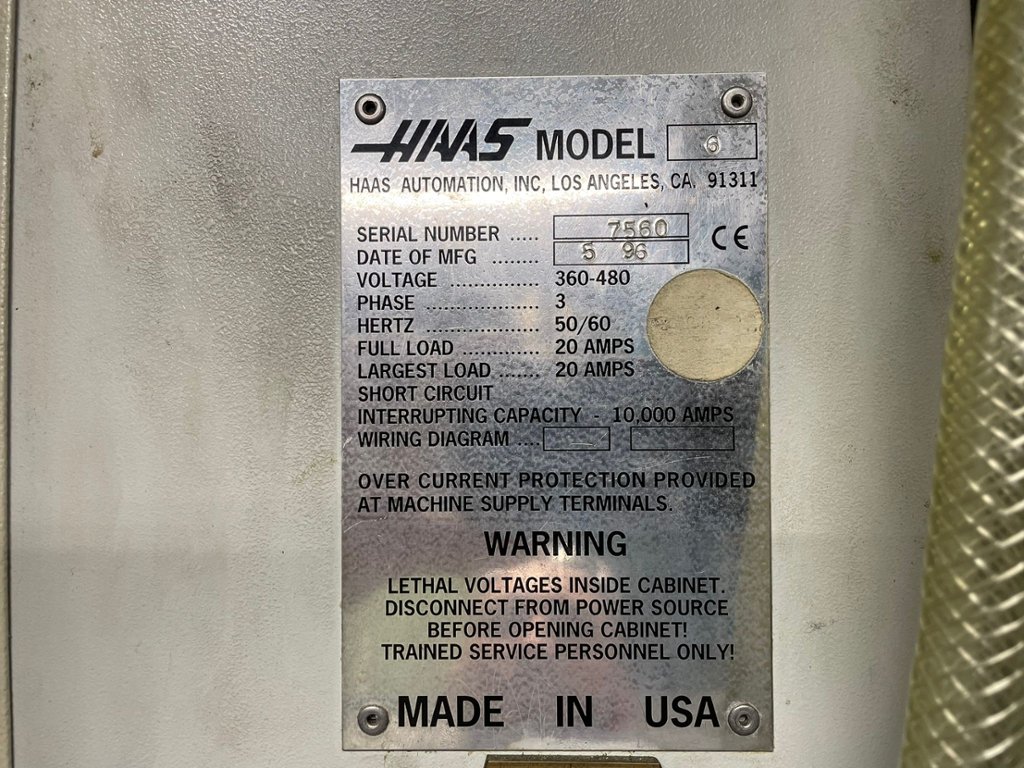 HAAS MODEL 6
HAAS AUTOMATION, INC, LOS ANGELES, CA. 91311
SERIAL NUMBER ..... 7560
DATE OF MFG ........ 5 96
CE
VOLTAGE ............... 360-480
PHASE ................... 3
HERTZ ................... 50/60
FULL LOAD ............. 20 AMPS
LARGEST LOAD ....... 20 AMPS
SHORT CIRCUIT
INTERRUPTING CAPACITY - 10,000 AMPS
WIRING DIAGRAM ....
OVER CURRENT PROTECTION PROVIDED
AT MACHINE SUPPLY TERMINALS.
WARNING
LETHAL VOLTAGES INSIDE CABINET.
DISCONNECT FROM POWER SOURCE
BEFORE OPENING CABINET!
TRAINED SERVICE PERSONNEL ONLY!
MADE IN USA